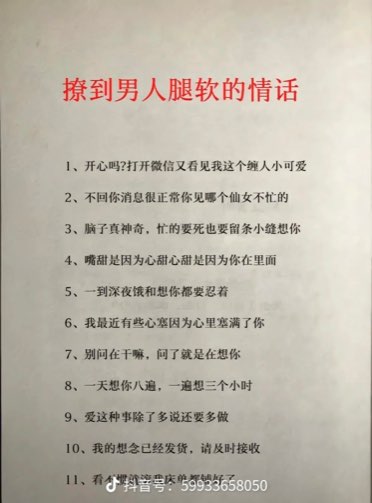 撩到男人腿软的情话
1、开心吗?打开微信又看见我这个缠人小可爱
2、不回你消息很正常你见哪个仙女不忙的
3、脑子真神奇，忙的要死也要留条小缝想你
4、嘴甜是因为心甜心甜是因为你在里面
5、一到深夜饿和想你都要忍着
6、我最近有些心塞因为心里塞满了你
7、别问在干嘛，问了就是在想你
8、一天想你八遍，一遍想三个小时
9、爱这种事除了多说还要多做
10、我的想念已经发货，请及时接收
11、看
抖音号：59933658050